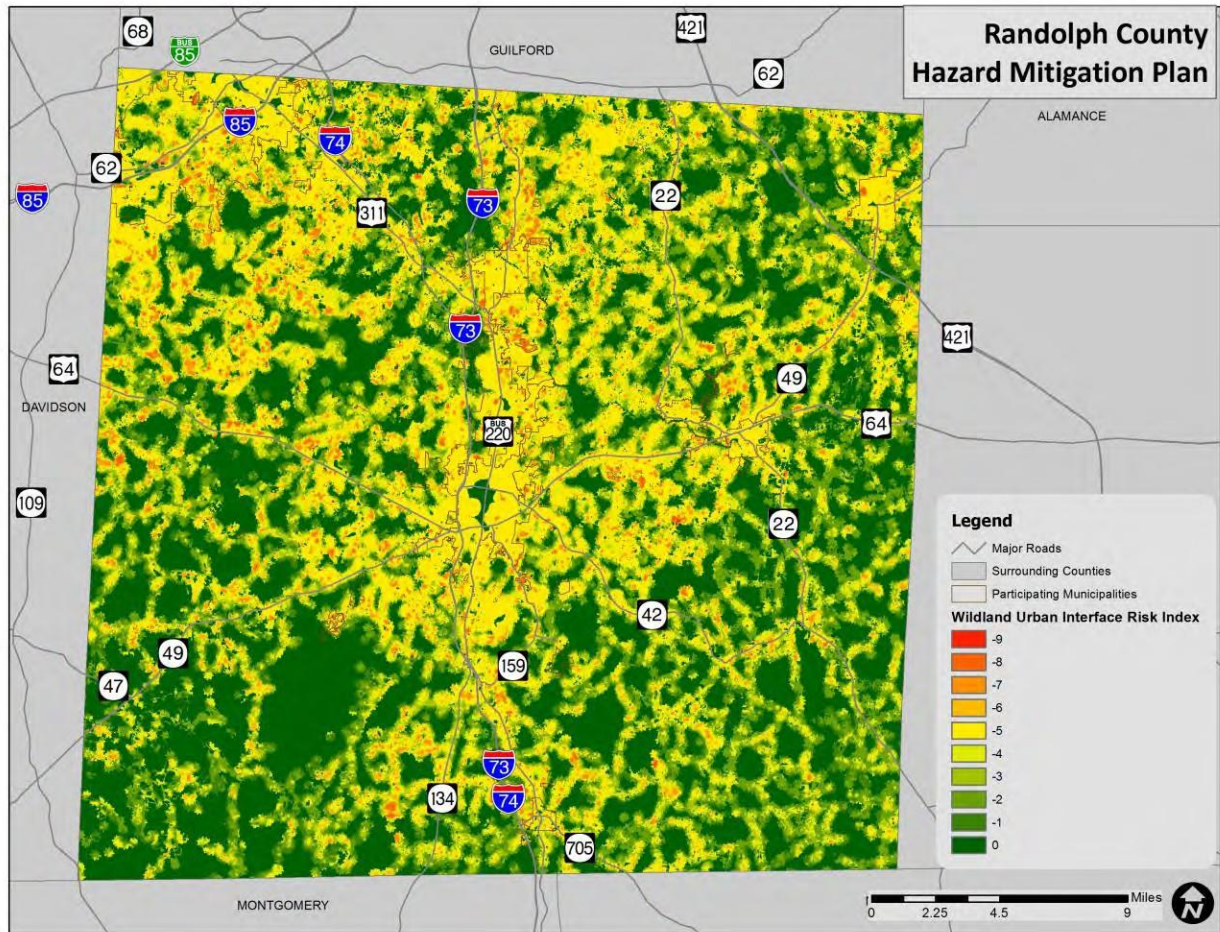 Randolph County
Hazard Mitigation Plan
68
BUS
85
GUILFORD
421
62
ALAMANCE
85
74
62
85
22
73
311
73
421
64
49
DAVIDSON
64
BUS
220
109
22
42
49
159
47
73
134
74
705
MONTGOMERY
Legend
Major Roads
Surrounding Counties
Participating Municipalities
Wildland Urban Interface Risk Index
-9
-8
-7
-6
-5
-4
-3
-2
-1
0
Miles
0 2.25 4.5 9
N